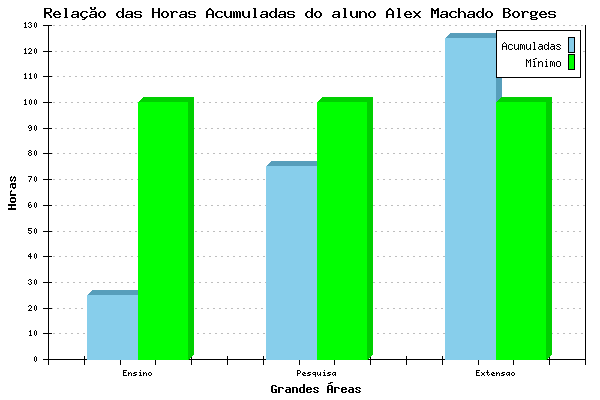 Relação das Horas Acumuladas do aluno Alex Machado Borges
Acumuladas
Mínimo
130
120
110
100
90
80
70
60
50
40
30
20
10
0
Horas
Ensino
Pesquisa
Extensao
Grandes Áreas